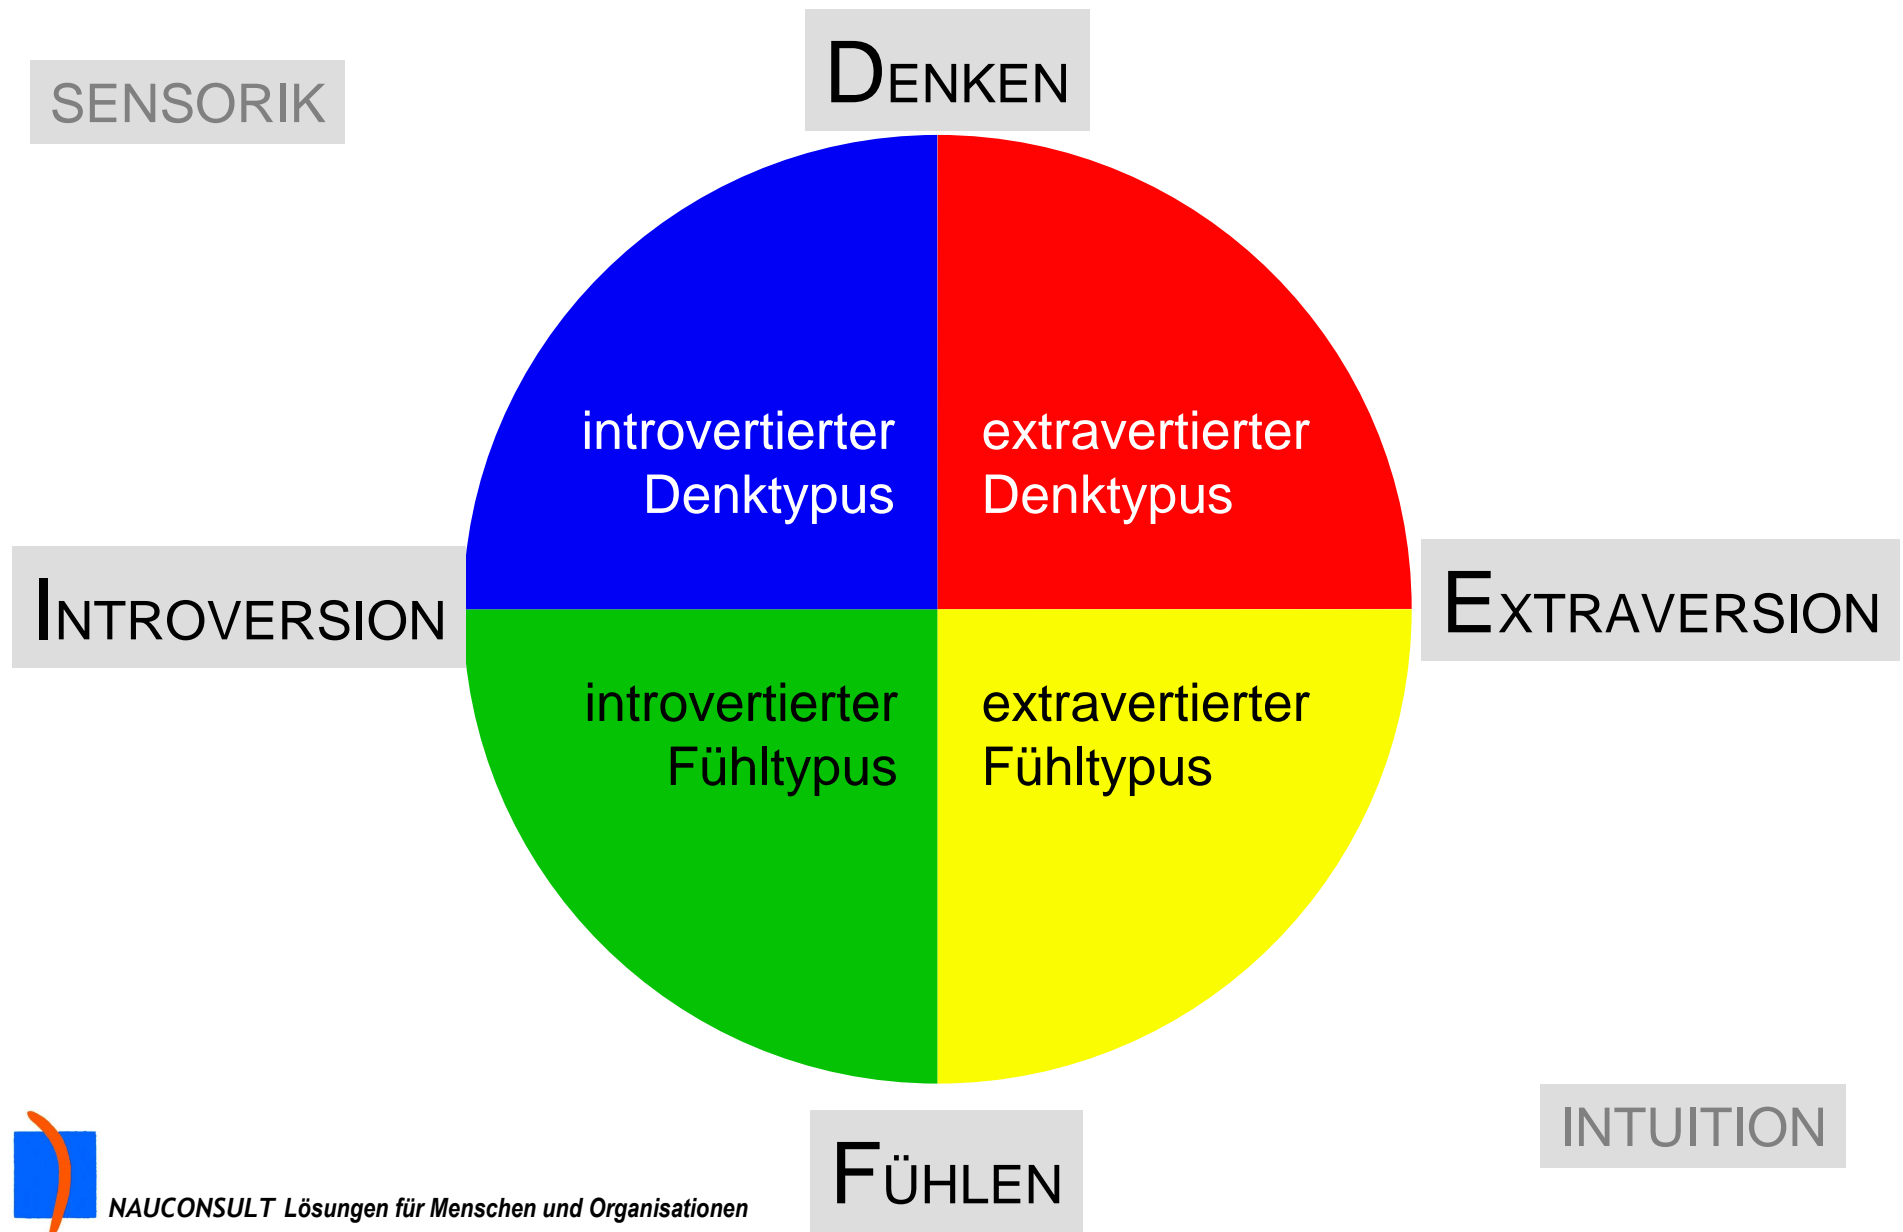 DENKEN
SENSORIK
introvertierter
Denktypus
extravertierter
Denktypus
INTROVERSION
EXTRAVERSION
introvertierter
Fühltypus
extravertierter
Fühltypus
INTUITION
FÜHLEN
NAUCONSULT Lösungen für Menschen und Organisationen